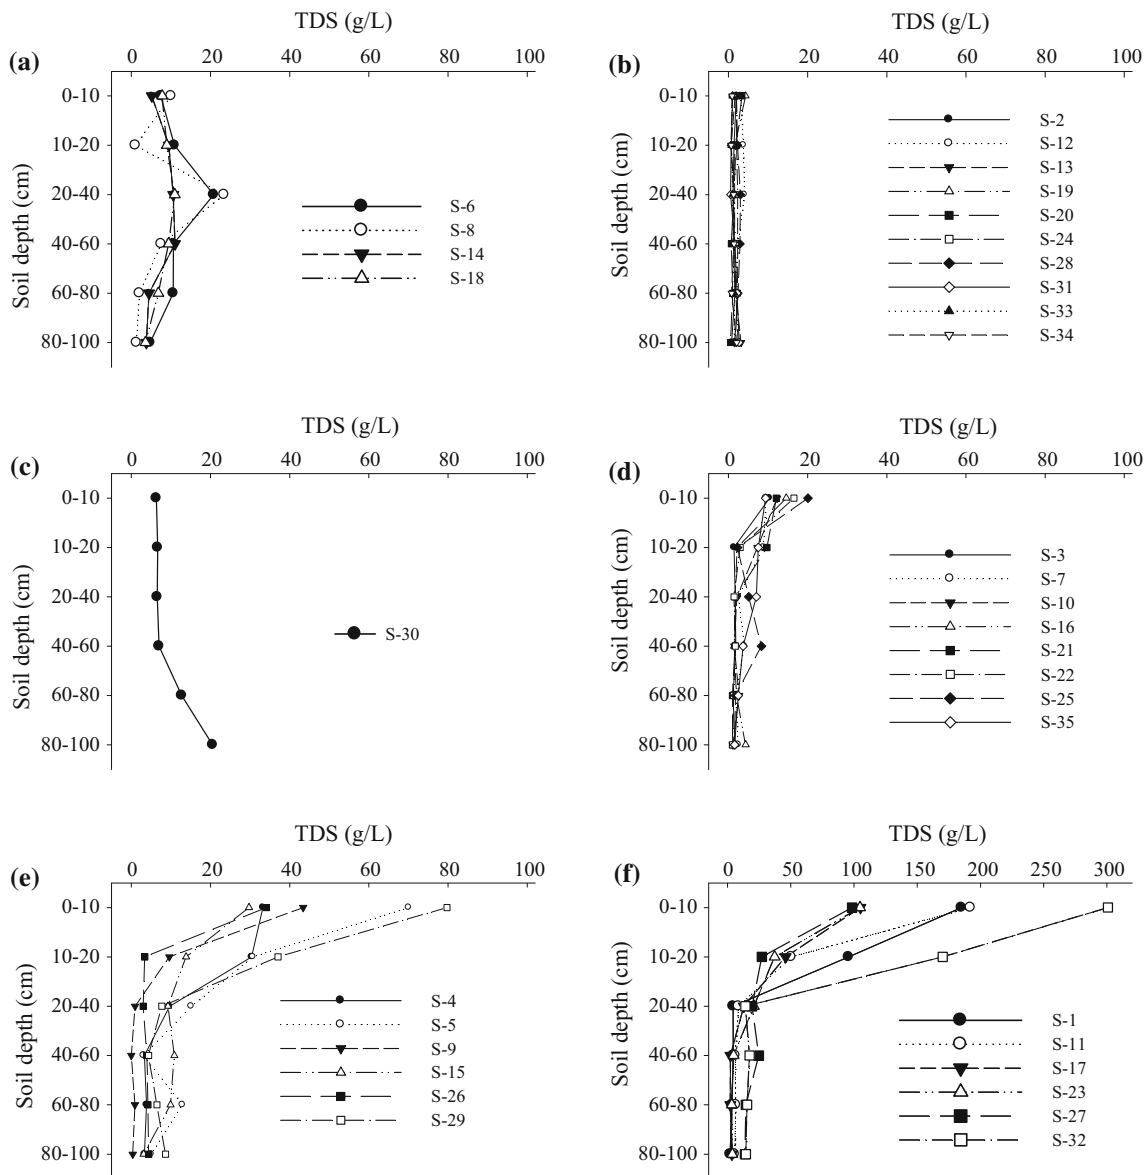 TDS (g/L)
0 20 40 60 80 100
(a)
0-10
10-20
20-40
40-60
60-80
80-100
Soil depth (cm)
S-6
S-8
S-14
S-18
TDS (g/L)
0 20 40 60 80 100
(b)
0-10
10-20
20-40
40-60
60-80
80-100
Soil depth (cm)
S-2
S-12
S-13
S-19
S-20
S-24
S-28
S-31
S-33
S-34
TDS (g/L)
0 20 40 60 80 100
(c)
0-10
10-20
20-40
40-60
60-80
80-100
Soil depth (cm)
S-30
TDS (g/L)
0 20 40 60 80 100
(d)
0-10
10-20
20-40
40-60
60-80
80-100
Soil depth (cm)
S-3
S-7
S-10
S-16
S-21
S-22
S-25
S-35
TDS (g/L)
0 20 40 60 80 100
(e)
0-10
10-20
20-40
40-60
60-80
80-100
Soil depth (cm)
S-4
S-5
S-9
S-15
S-26
S-29
TDS (g/L)
0 50 100 150 200 250 300
(f)
0-10
10-20
20-40
40-60
60-80
80-100
Soil depth (cm)
S-1
S-11
S-17
S-23
S-27
S-32